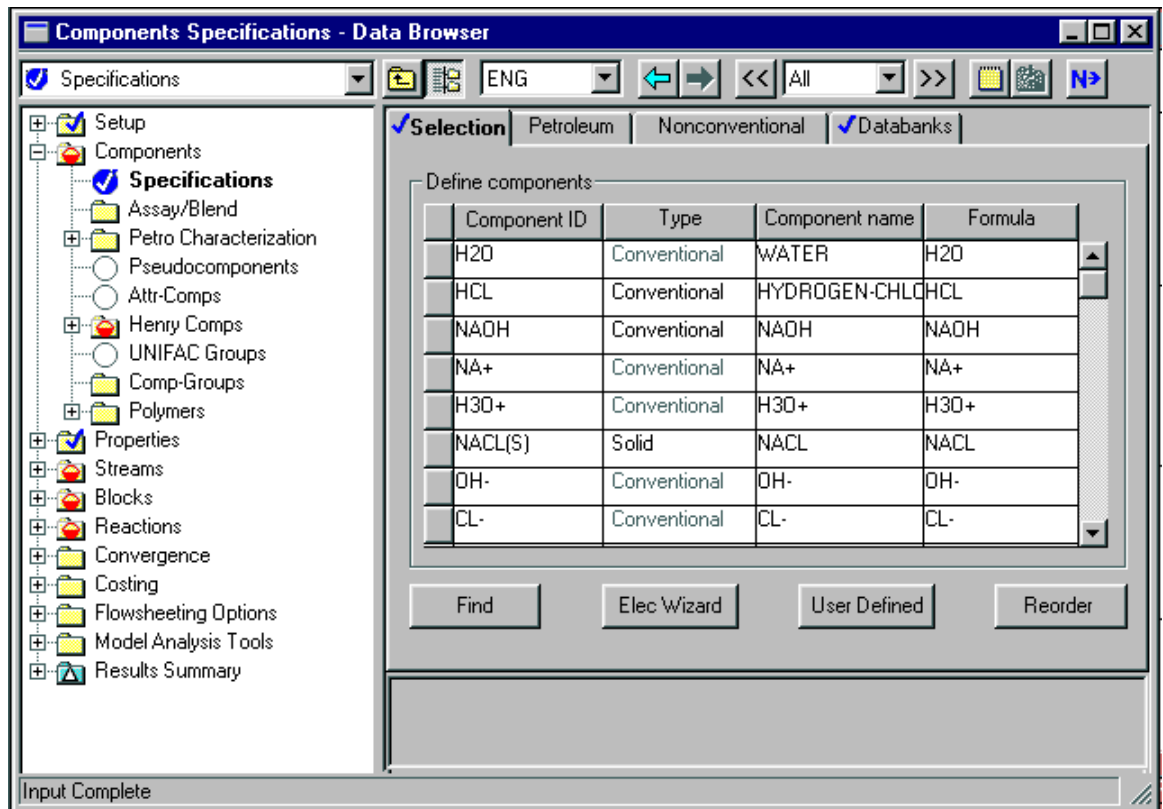 Components Specifications - Data Browser
Specifications
ENG
<<
All
>>
N
Setup
Components
Specifications
Assay/Blend
Petro Characterization
Pseudocomponents
Attr-Comps
Henry Comps
UNIFAC Groups
Comp-Groups
Polymers
Properties
Streams
Blocks
Reactions
Convergence
Costing
Flowsheeting Options
Model Analysis Tools
Results Summary
Selection Petroleum Nonconventional Databanks
Define components
Component ID Type Component name Formula
H2O Conventional WATER H2O
HCL Conventional HYDROGEN-CHLO HCL
NAOH Conventional NAOH NAOH
NA+ Conventional NA+ NA+
H3O+ Conventional H3O+ H3O+
NACL(S) Solid NACL NACL
OH- Conventional OH- OH-
CL- Conventional CL- CL-
Find Elec Wizard User Defined Reorder
Input Complete